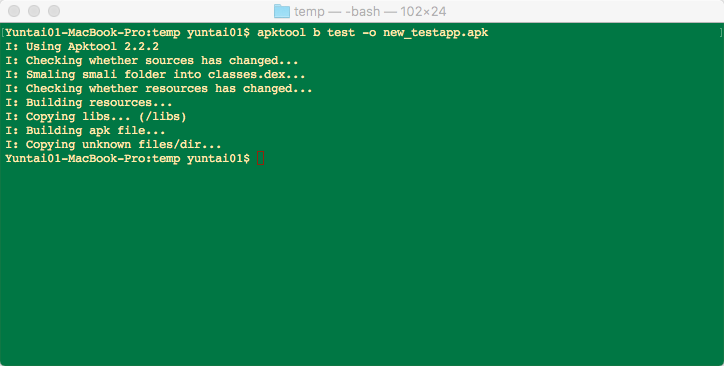 temp — -bash — 102×24
[Yuntai01-MacBook-Pro:temp yuntai01$ apktool b test -o new_testapp.apk ]
I: Using Apktool 2.2.2
I: Checking whether sources has changed...
I: Smaling smali folder into classes.dex...
I: Checking whether resources has changed...
I: Building resources...
I: Copying libs... (/libs)
I: Building apk file...
I: Copying unknown files/dir...
Yuntai01-MacBook-Pro:temp yuntai01$